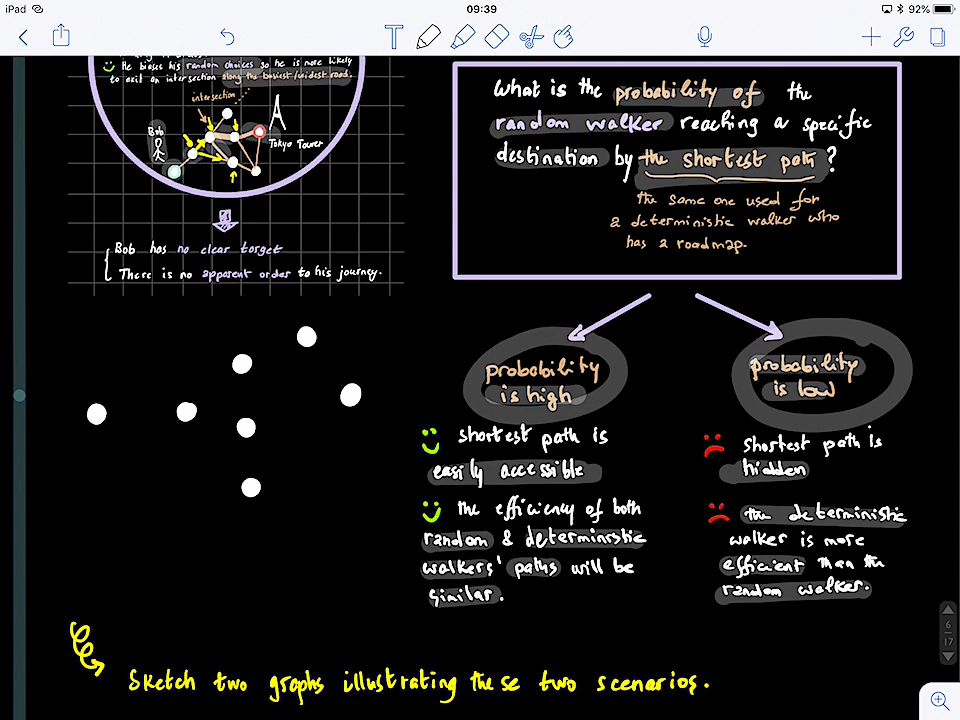 iPad
09:39
92%
He biases his random choices so he is more likely
to exit an intersection along the busiest/widest road.
intersection
Bob
Tokyo Tower
Bob has no clear target
There is no apparent order to his journey.
What is the probability of the
random walker reaching a specific
destination by the shortest path?
the same one used for
a deterministic walker who
has a roadmap.
probability
is high
shortest path is
easily accessible
the efficiency of both
random & deterministic
walkers' paths will be
similar.
probability
is low
shortest path is
hidden
the deterministic
walker is more
efficient than the
random walker.
Sketch two graphs illustrating these two scenarios.
6
17